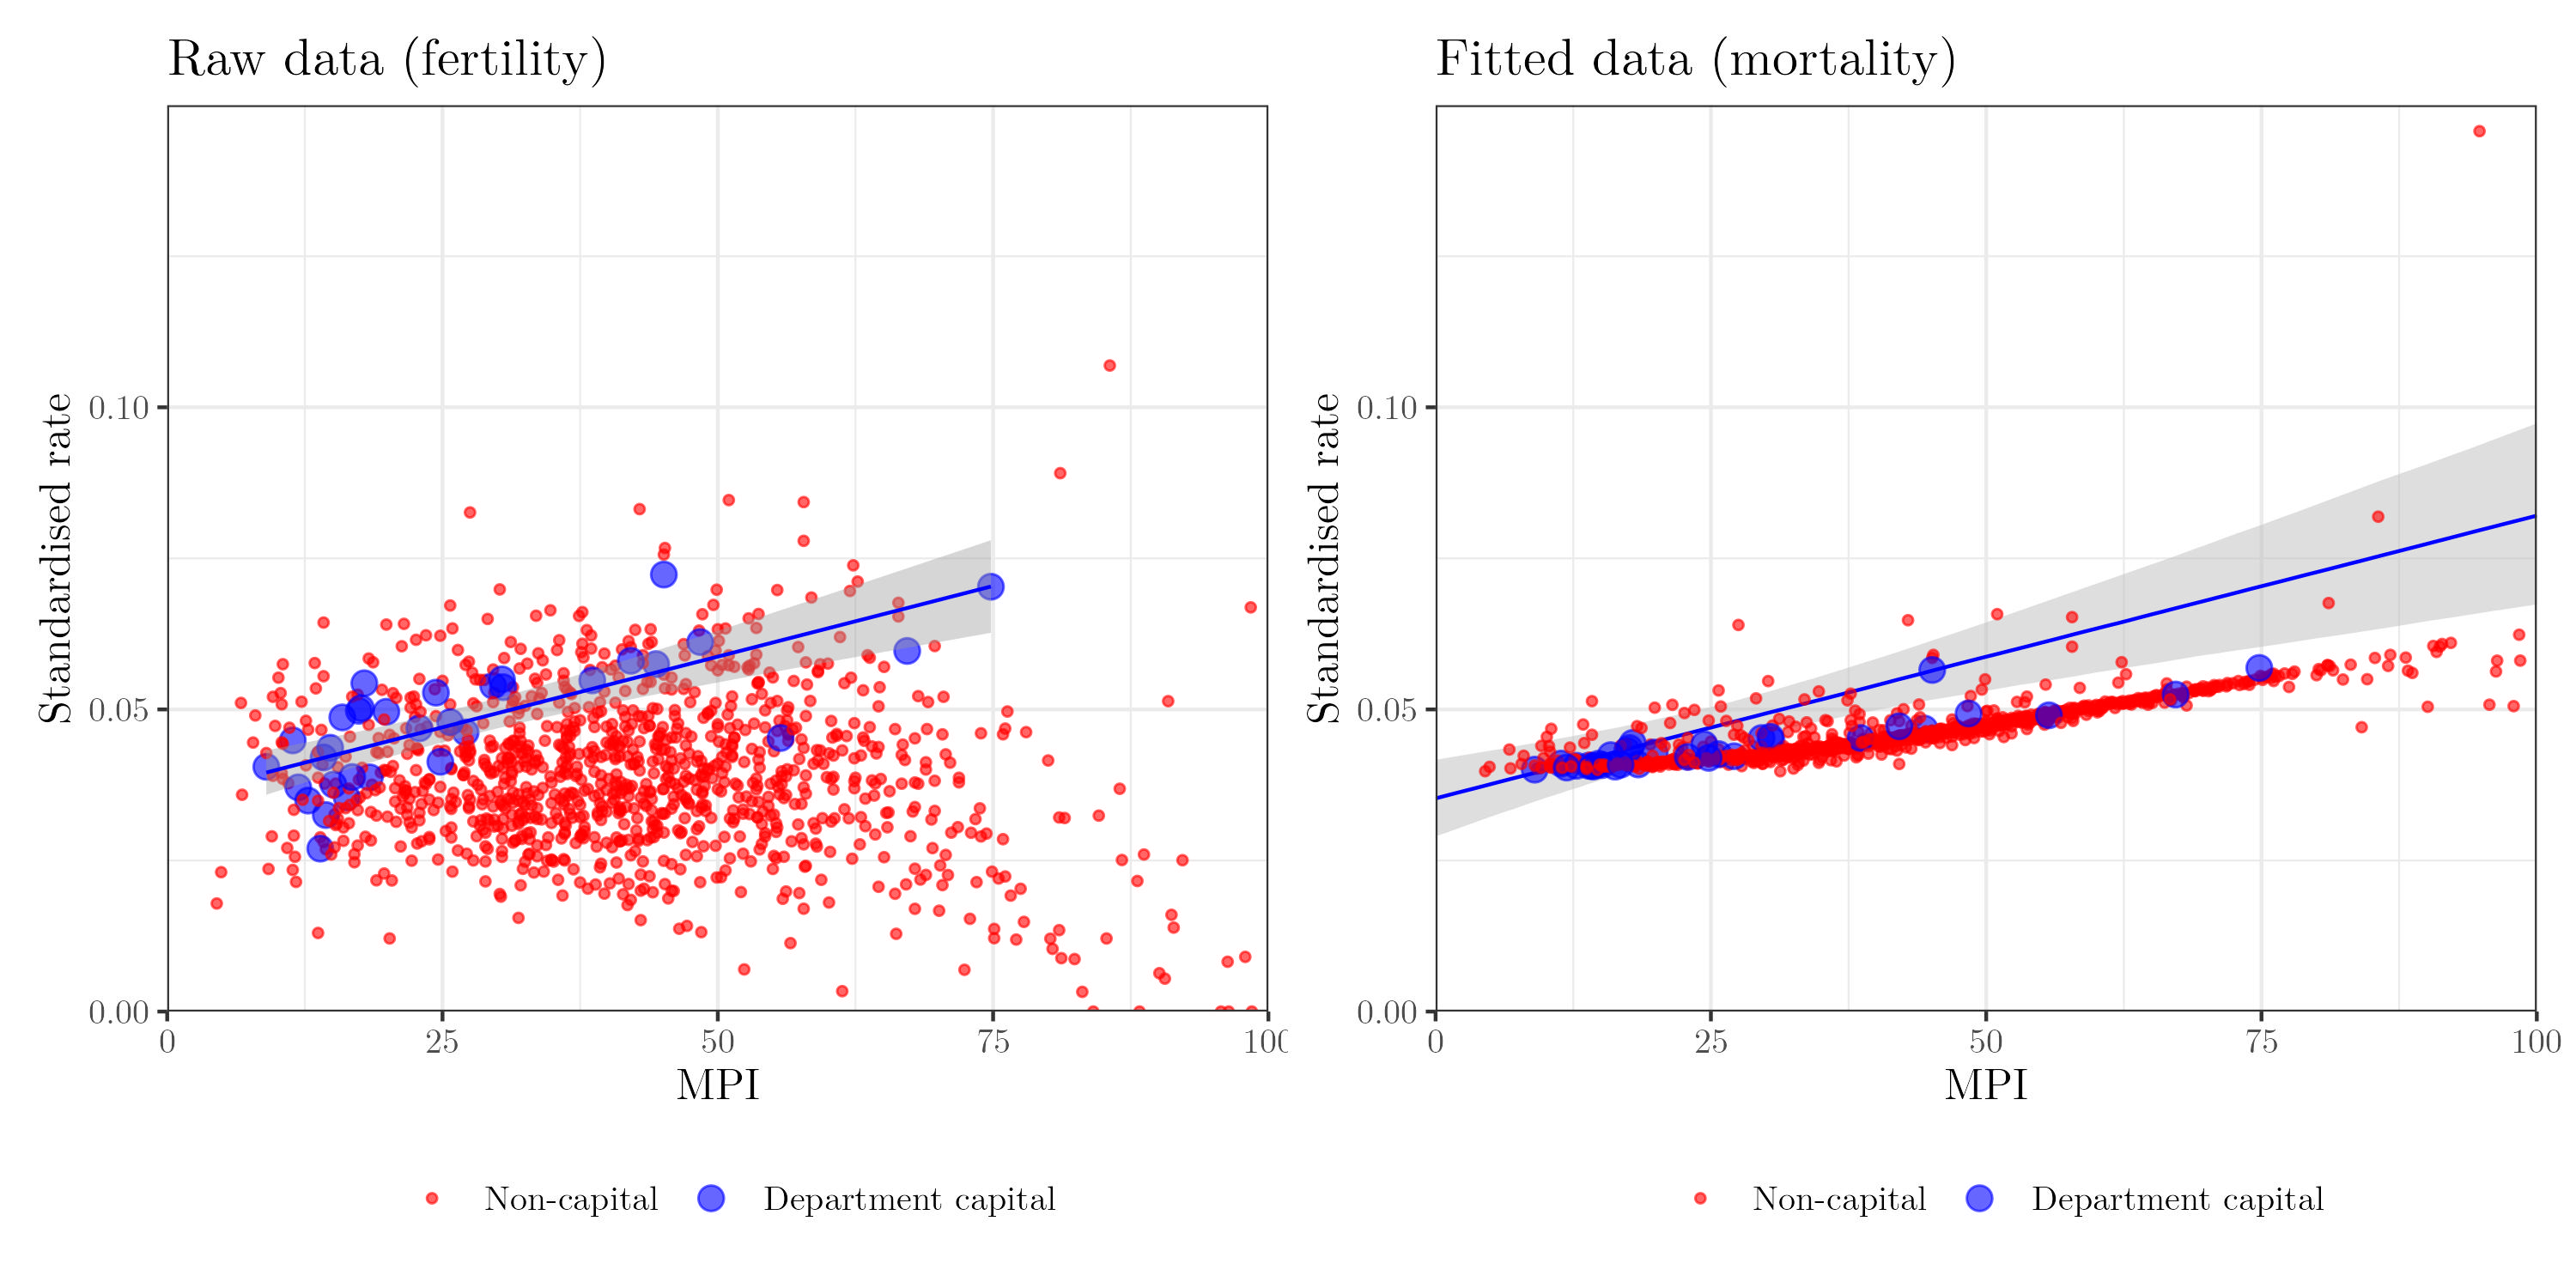 Raw data (fertility)
Standardised rate
0.10
0.05
0.00
0
25
50
75
100
MPI
Non-capital
Department capital
Fitted data (mortality)
Standardised rate
0.10
0.05
0.00
0
25
50
75
100
MPI
Non-capital
Department capital